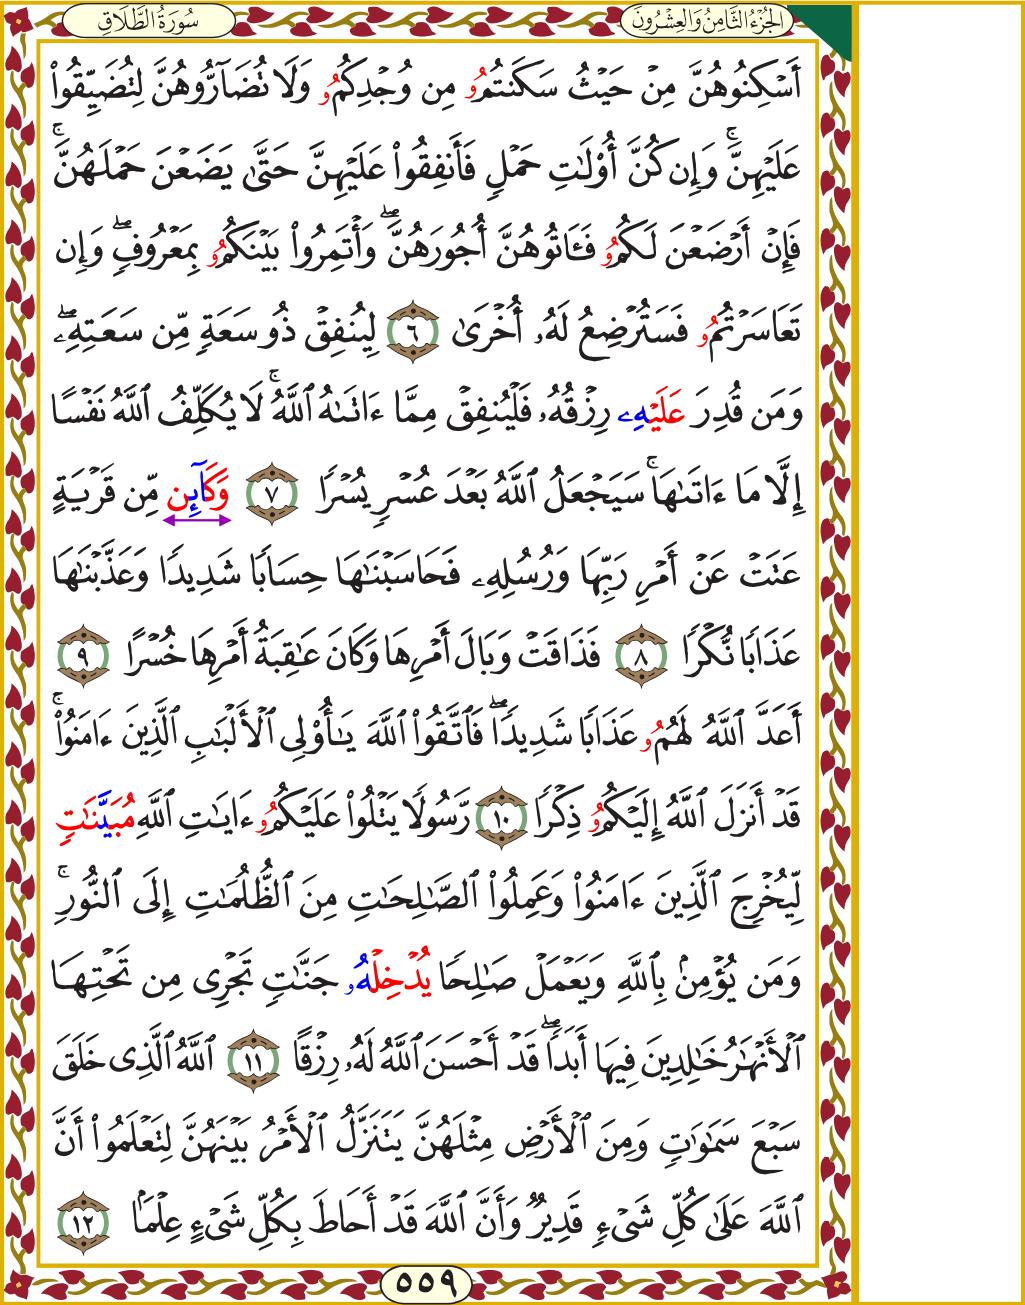 الجُزْءُ الثَّامِنُ وَالعِشْرُونَ
سُورَةُ الطَّلَاقِ
أَسْكِنُوهُنَّ مِنْ حَيْثُ سَكَنتُمُۥ مِن وُجْدِكُمُۥ وَلَا تُضَآرُّوهُنَّ لِتُضَيِّقُوا۟
عَلَيْهِنَّۚ وَإِن كُنَّ أُو۟لَٰتِ حَمْلٍ فَأَنفِقُوا۟ عَلَيْهِنَّ حَتَّىٰ يَضَعْنَ حَمْلَهُنَّۚ
فَإِنْ أَرْضَعْنَ لَكُمُۥ فَـَٔاتُوهُنَّ أُجُورَهُنَّۖ وَأْتَمِرُوا۟ بَيْنَكُمُۥ بِمَعْرُوفٍۖ وَإِن
تَعَاسَرْتُمُۥ فَسَتُرْضِعُ لَهُۥٓ أُخْرَىٰ ٦ لِيُنفِقْ ذُو سَعَةٍ مِّن سَعَتِهِۦۖ
وَمَن قُدِرَ عَلَيْهِۦ رِزْقُهُۥ فَلْيُنفِقْ مِمَّآ ءَاتَىٰهُ ٱللَّهُۚ لَا يُكَلِّفُ ٱللَّهُ نَفْسًا
إِلَّا مَآ ءَاتَىٰهَاۚ سَيَجْعَلُ ٱللَّهُ بَعْدَ عُسْرٍ يُسْرًا ٧ وَكَآئِن مِّن قَرْيَةٍ
عَتَتْ عَنْ أَمْرِ رَبِّهَا وَرُسُلِهِۦ فَحَاسَبْنَٰهَا حِسَابًا شَدِيدًا وَعَذَّبْنَٰهَا
عَذَابًا نُّكْرًا ٨ فَذَاقَتْ وَبَالَ أَمْرِهَا وَكَانَ عَٰقِبَةُ أَمْرِهَا خُسْرًا ٩
أَعَدَّ ٱللَّهُ لَهُمُۥ عَذَابًا شَدِيدًاۖ فَٱتَّقُوا۟ ٱللَّهَ يَٰٓأُو۟لِى ٱلْأَلْبَٰبِ ٱلَّذِينَ ءَامَنُوا۟ۚ
قَدْ أَنزَلَ ٱللَّهُ إِلَيْكُمُۥ ذِكْرًا ١٠ رَّسُولًا يَتْلُوا۟ عَلَيْكُمُۥ ءَايَٰتِ ٱللَّهِ مُبَيَّنَٰتٍ
لِّيُخْرِجَ ٱلَّذِينَ ءَامَنُوا۟ وَعَمِلُوا۟ ٱلصَّٰلِحَٰتِ مِنَ ٱلظُّلُمَٰتِ إِلَى ٱلنُّورِۚ
وَمَن يُؤْمِنۢ بِٱللَّهِ وَيَعْمَلْ صَٰلِحًا يُدْخِلْهُۥ جَنَّٰتٍ تَجْرِى مِن تَحْتِهَا
ٱلْأَنْهَٰرُ خَٰلِدِينَ فِيهَآ أَبَدًاۖ قَدْ أَحْسَنَ ٱللَّهُ لَهُۥ رِزْقًا ١١ ٱللَّهُ ٱلَّذِى خَلَقَ
سَبْعَ سَمَٰوَٰتٍ وَمِنَ ٱلْأَرْضِ مِثْلَهُنَّ يَتَنَزَّلُ ٱلْأَمْرُ بَيْنَهُنَّ لِتَعْلَمُوٓا۟ أَنَّ
ٱللَّهَ عَلَىٰ كُلِّ شَىْءٍ قَدِيرٌ وَأَنَّ ٱللَّهَ قَدْ أَحَاطَ بِكُلِّ شَىْءٍ عِلْمًۢا ١٢
٥٥٩